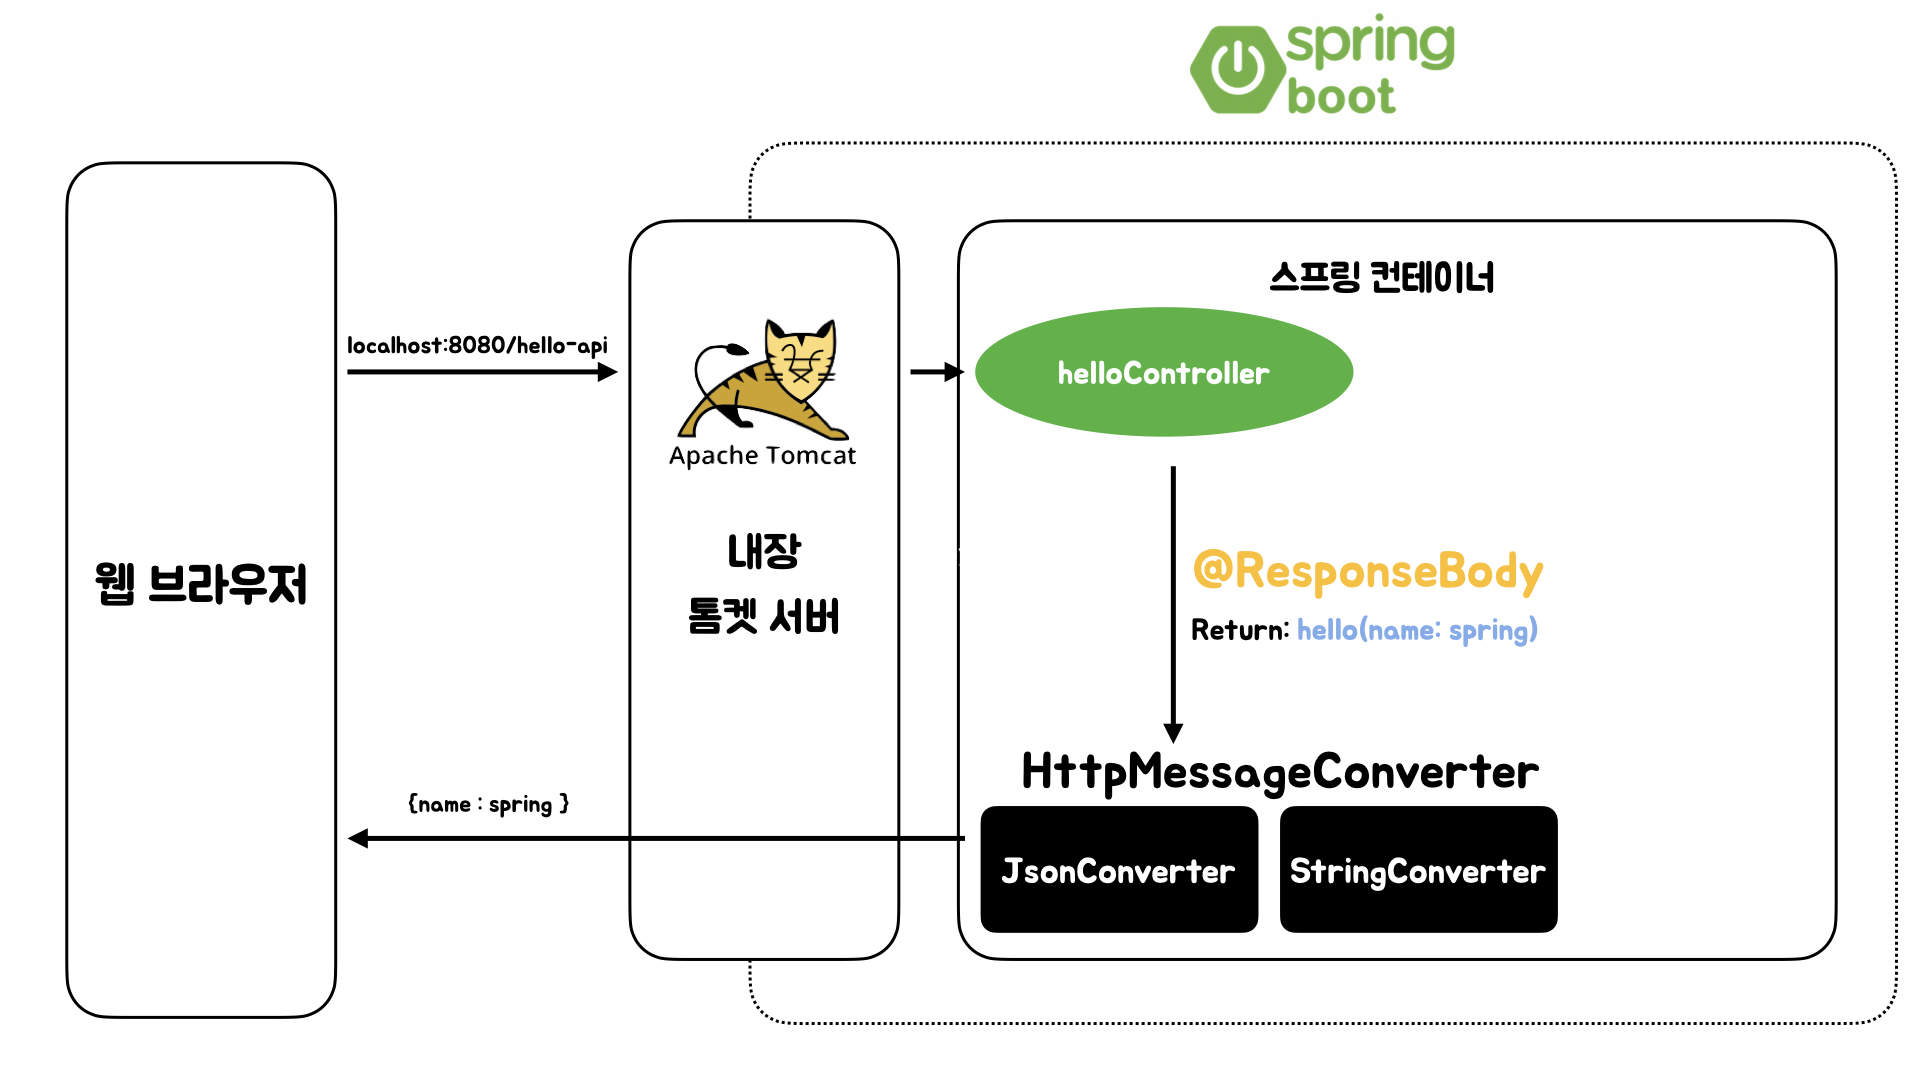 spring
boot
스프링 컨테이너
localhost:8080/hello-api
helloController
Apache Tomcat
내장
톰켓 서버
웹 브라우저
@ResponseBody
Return: hello(name: spring)
HttpMessageConverter
{name : spring }
JsonConverter
StringConverter